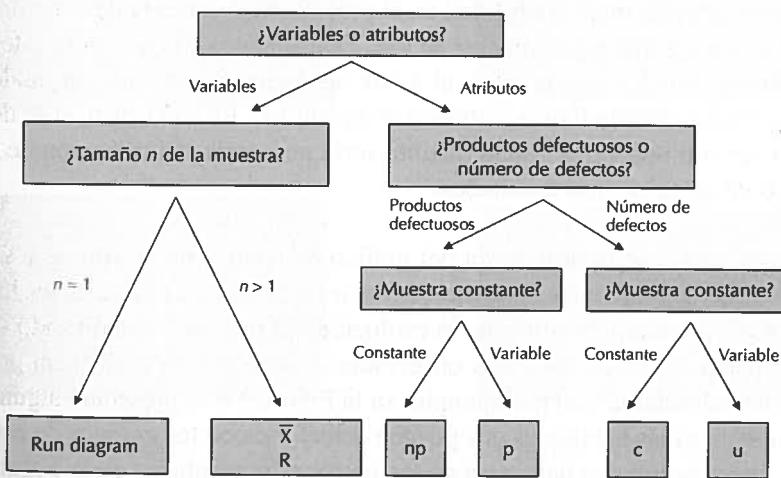 ¿Variables o atributos?
Variables
Atributos
¿Tamaño n de la muestra?
¿Productos defectuosos o
número de defectos?
Productos
defectuosos
Número de
defectos
n = 1
n > 1
¿Muestra constante?
¿Muestra constante?
Constante
Variable
Constante
Variable
Run diagram
X̅
R
np
p
c
u